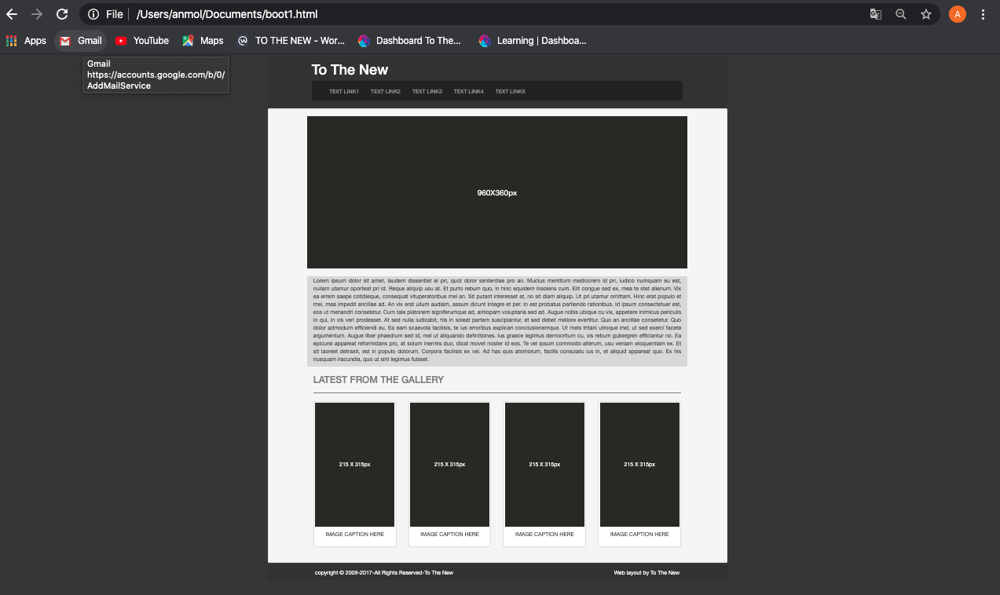 File /Users/anmol/Documents/boot1.html A
Apps Gmail YouTube Maps TO THE NEW - Wor... Dashboard To The... Learning | Dashboa...
Gmail
https://accounts.google.com/b/0/
AddMailService
To The New
TEXT LINK1 TEXT LINK2 TEXT LINK3 TEXT LINK4 TEXT LINK5
960X360px
Lorem ipsum dolor sit amet, laudem dissentiet ei pri, quot dolor sententiae pro an. Mucius mentitum mediocrem id pri, iudico numquam eu est,
nullam utamur oporteat pri id. Reque aliquip usu at. Et purto rebum quo, in hinc equidem insolens cum. Elit congue sed ex, mea te stet alienum. Vix
ea errem saepe cotidieque, consequat vituperatoribus mel an. Sit putant interesset at, no sit diam aliquip. Ut pri utamur omittam. Hinc erat populo et
mei, mea impedit ancillae ad. An vix erat ullum audiam, assum dicunt integre et per. In est probatus partiendo rationibus. Id ipsum consectetuer est,
eos ut menandri consetetur. Cum tale platonem signiferumque ad, antiopam voluptaria sed ad. Augue nobis ubique cu vix, appetere inimicus periculis
in qui, in vis veri prodesset. At sed nulla iudicabit, his in soleat partem suscipiantur, et sed debet meliore evertitur. Quo an ancillae consetetur. Quo
dolor admodum efficiendi eu. Ea eam scaevola facilisis, te ius erroribus explicari conclusionemque. Ut meis tritani utroque mel, ut sed exerci facete
argumentum. Augue liber phaedrum sed id, mel ut aliquando definitiones. Ius graece legimus democritum cu, vis rebum gubergren efficiantur no. Ea
epicurei appareat reformidans pro, at solum inermis duo, dicat movet noster id eos. Te vel ipsum commodo alterum, usu veniam eloquentiam ex. Et
sit laoreet detraxit, est in populo dolorum. Corpora facilisis ex vel. Ad has quis atomorum, facilis consulatu ius in, et aliquid appareat quo. Ex his
nusquam iracundia, quo ut sint legimus fuisset.
LATEST FROM THE GALLERY
215 X 315px 215 X 315px 215 X 315px 215 X 315px
IMAGE CAPTION HERE IMAGE CAPTION HERE IMAGE CAPTION HERE IMAGE CAPTION HERE
copyright © 2009-2017-All Rights Reserved-To The New Web layout by To The New